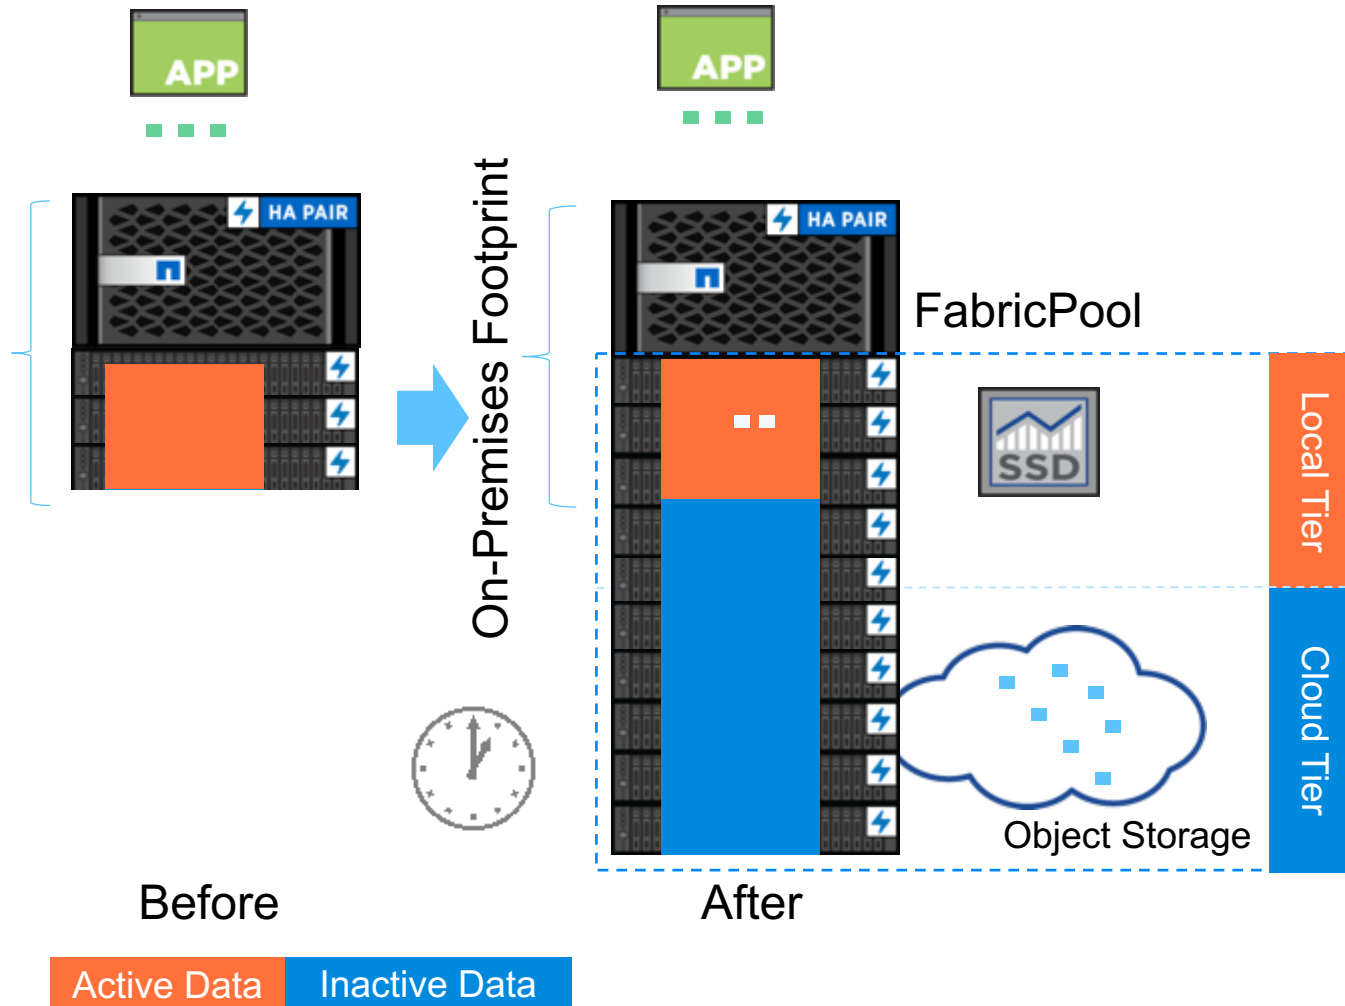 APP
APP
HA PAIR
HA PAIR
On-Premises Footprint
FabricPool
SSD
Local Tier
Cloud Tier
Object Storage
Before
After
Active Data
Inactive Data